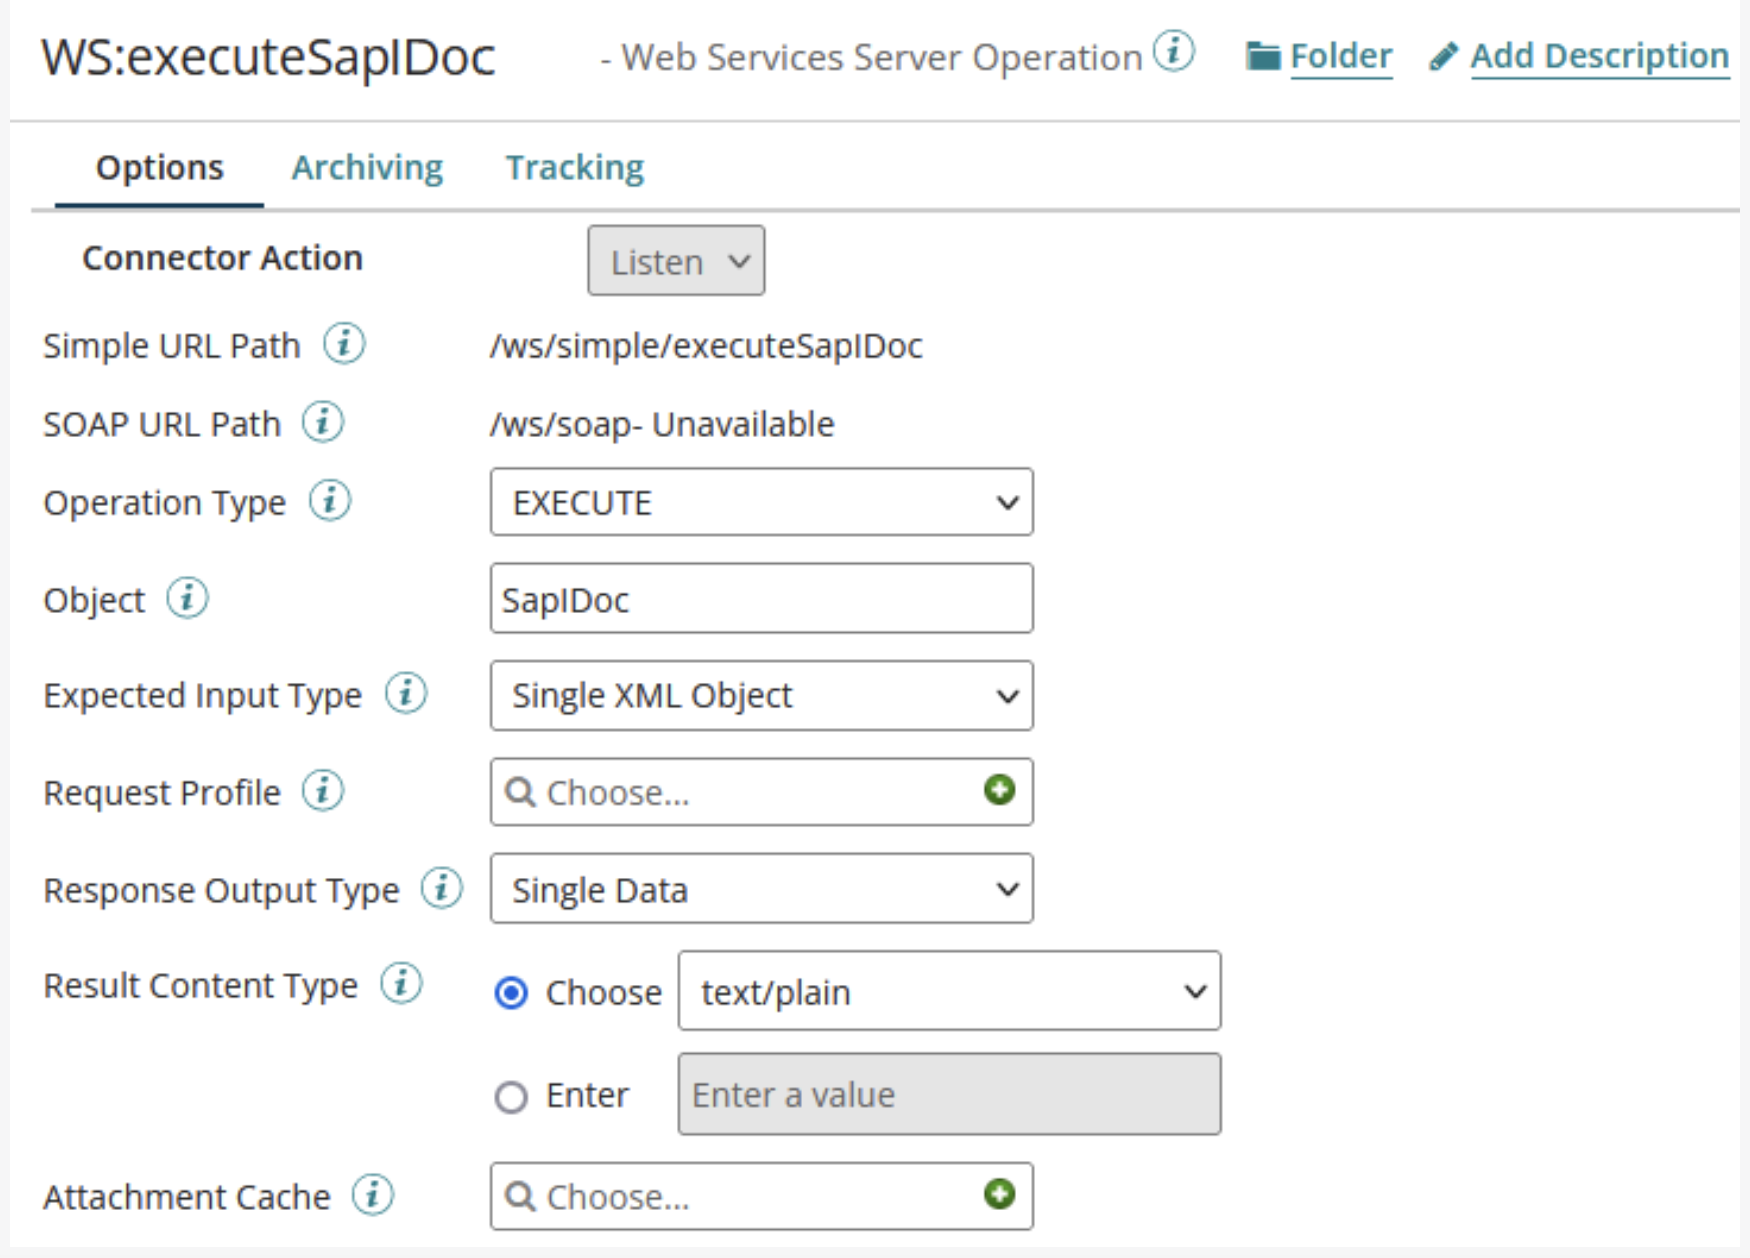 WS:executeSapIDoc - Web Services Server Operation i Folder Add Description
Options Archiving Tracking
Connector Action Listen
Simple URL Path i /ws/simple/executeSapIDoc
SOAP URL Path i /ws/soap- Unavailable
Operation Type i EXECUTE
Object i SapIDoc
Expected Input Type i Single XML Object
Request Profile i Choose...
Response Output Type i Single Data
Result Content Type i Choose text/plain
Enter Enter a value
Attachment Cache i Choose...